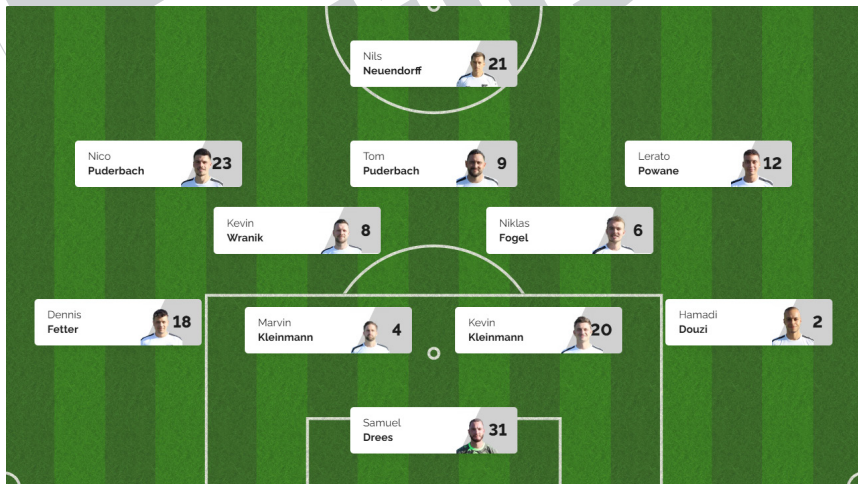 Nils
Neuendorff
21
Nico
Puderbach
23
Tom
Puderbach
9
Lerato
Powane
12
Kevin
Wranik
8
Niklas
Fogel
6
Dennis
Fetter
18
Marvin
Kleinmann
4
Kevin
Kleinmann
20
Hamadi
Douzi
2
Samuel
Drees
31